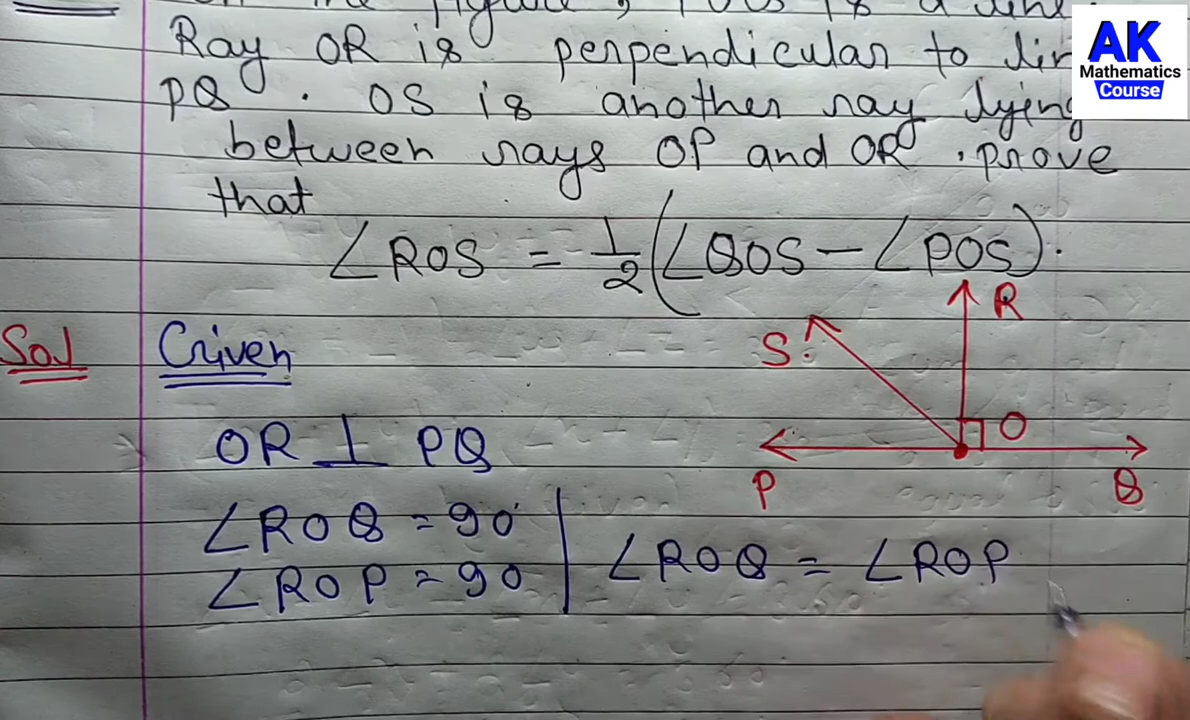 figure,
Ray OR is perpendicular to
PQ. OS is another ray lying
between rays OP and OR. prove
that
∠ROS = 1/2 (∠QOS − ∠POS).
Sol Given
OR ⊥ PQ
∠ROQ = 90°
∠ROP = 90
∠ROQ = ∠ROP
R
S
O
P
Q
AK
Mathematics
Course